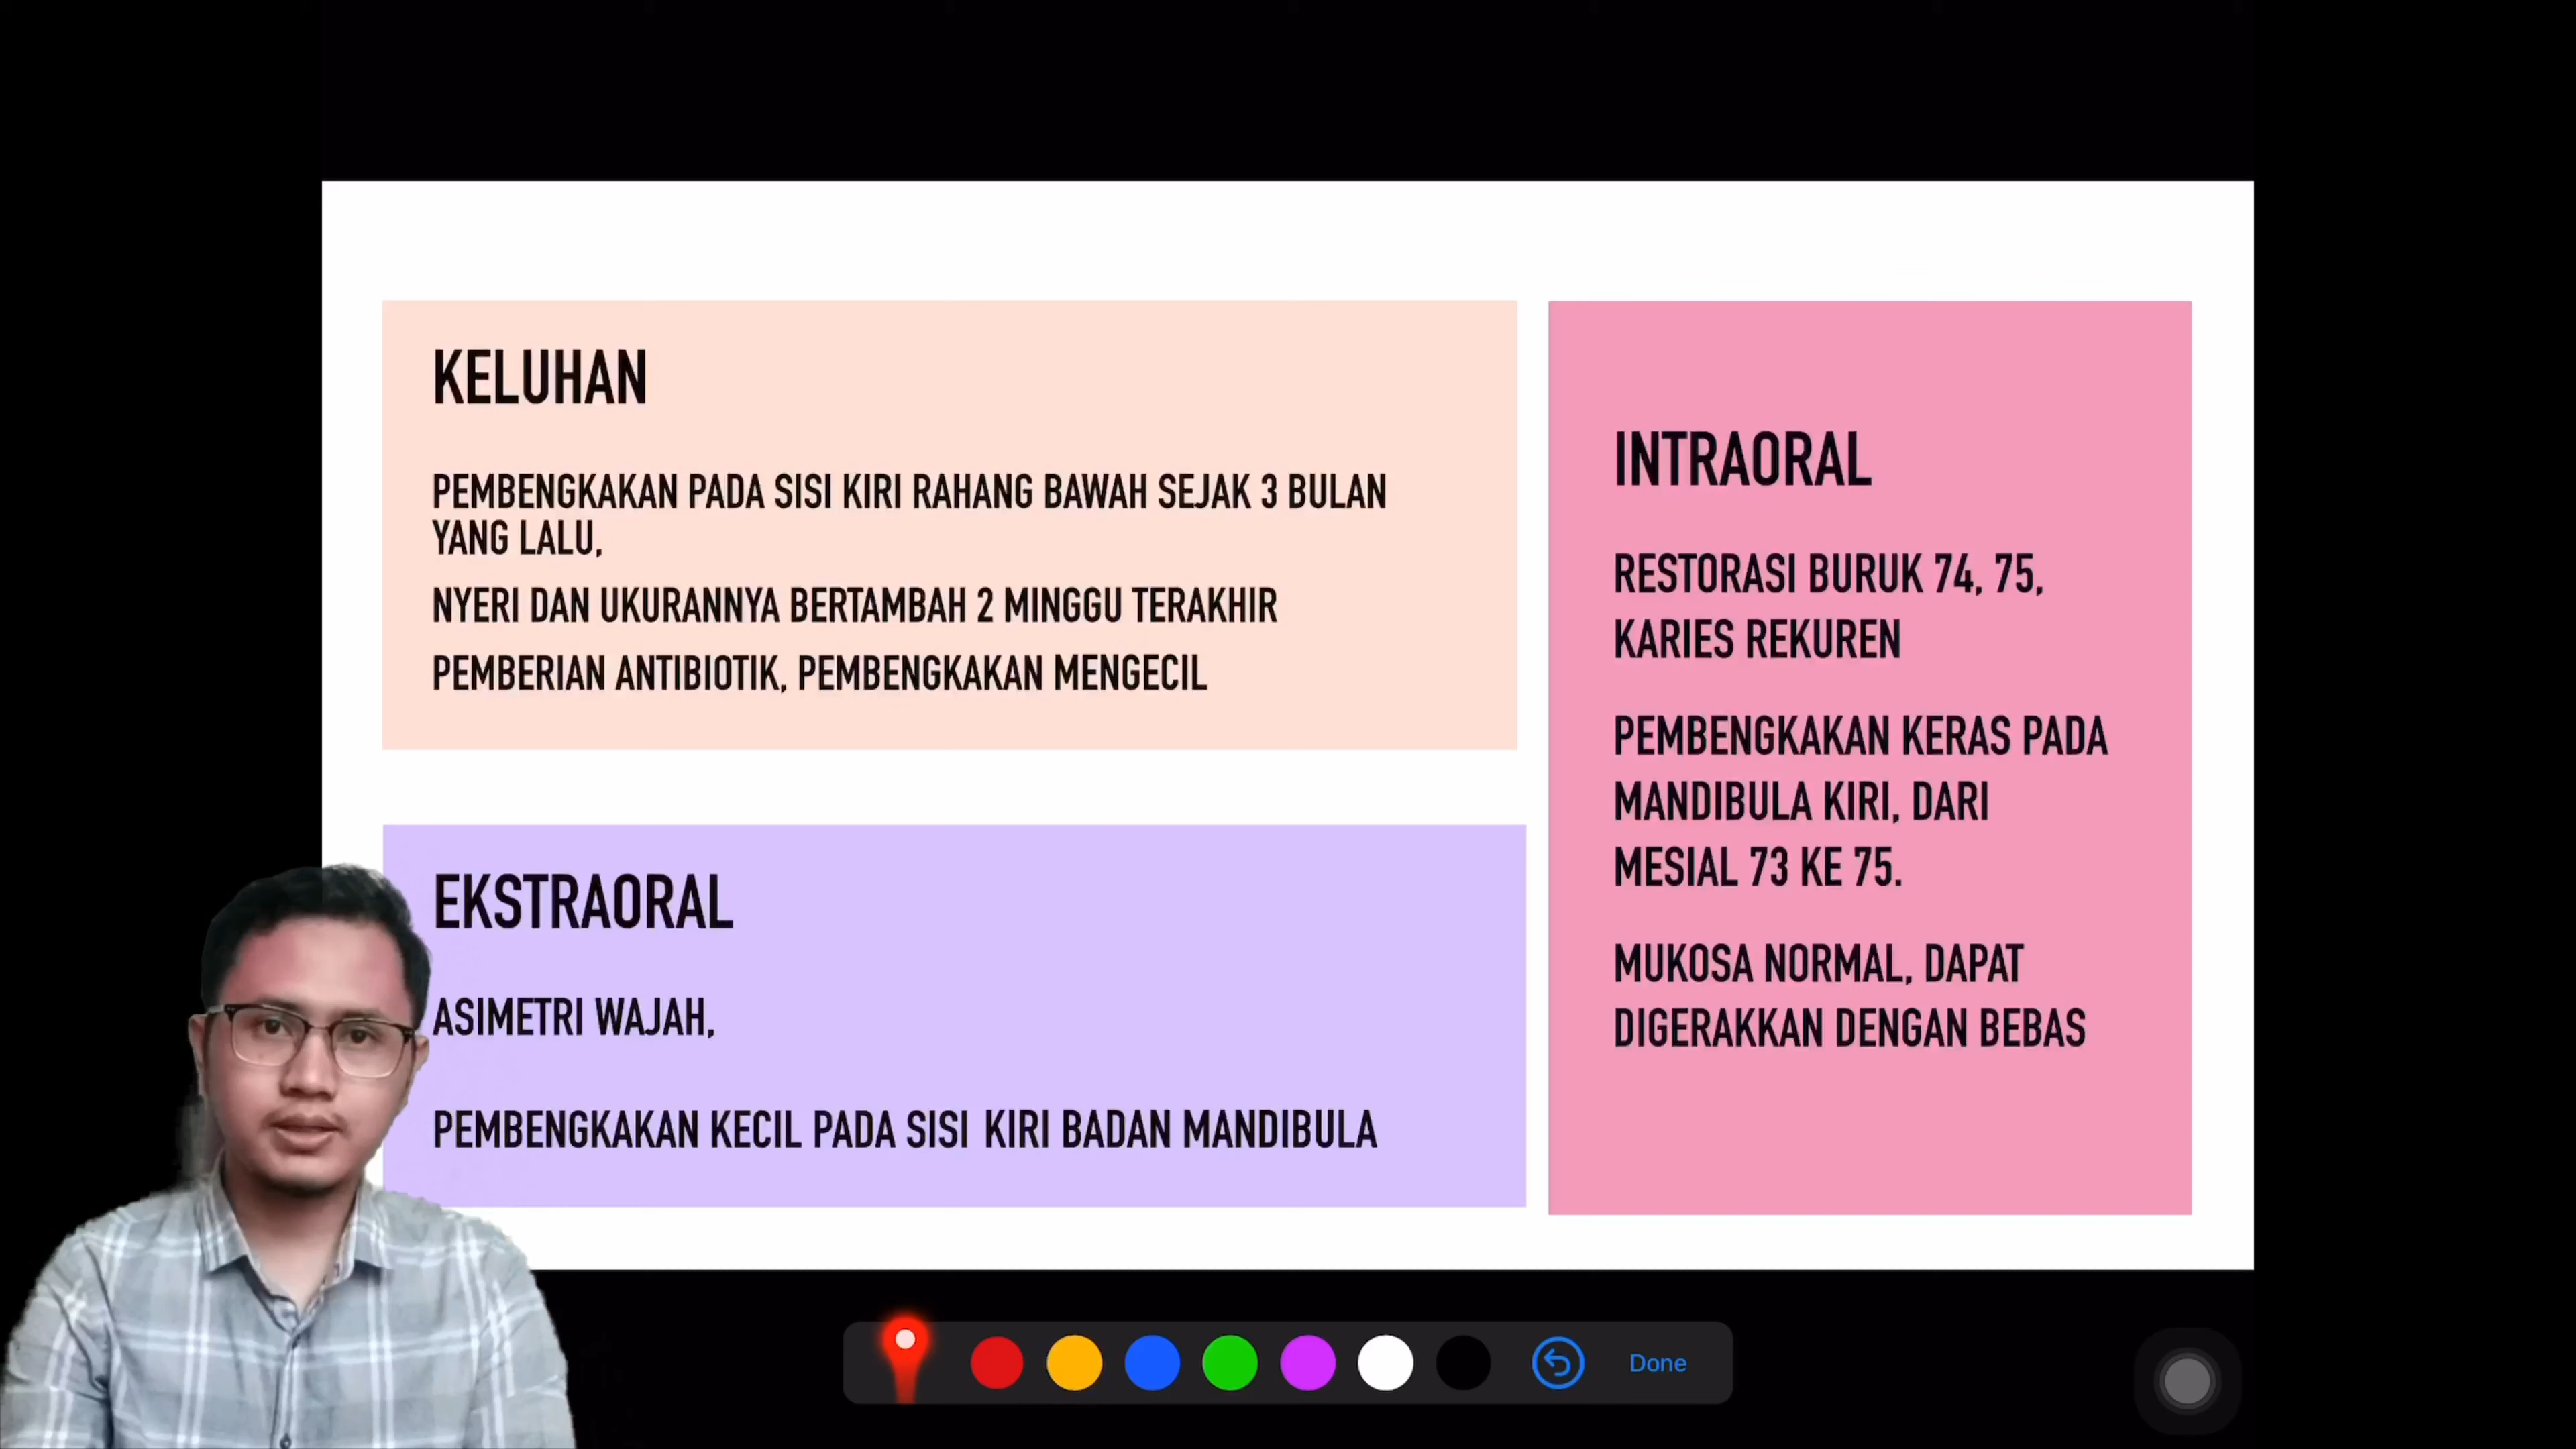 KELUHAN
PEMBENGKAKAN PADA SISI KIRI RAHANG BAWAH SEJAK 3 BULAN
YANG LALU,
NYERI DAN UKURANNYA BERTAMBAH 2 MINGGU TERAKHIR
PEMBERIAN ANTIBIOTIK, PEMBENGKAKAN MENGECIL
EKSTRAORAL
ASIMETRI WAJAH,
PEMBENGKAKAN KECIL PADA SISI KIRI BADAN MANDIBULA
INTRAORAL
RESTORASI BURUK 74, 75,
KARIES REKUREN
PEMBENGKAKAN KERAS PADA
MANDIBULA KIRI, DARI
MESIAL 73 KE 75.
MUKOSA NORMAL, DAPAT
DIGERAKKAN DENGAN BEBAS
Done